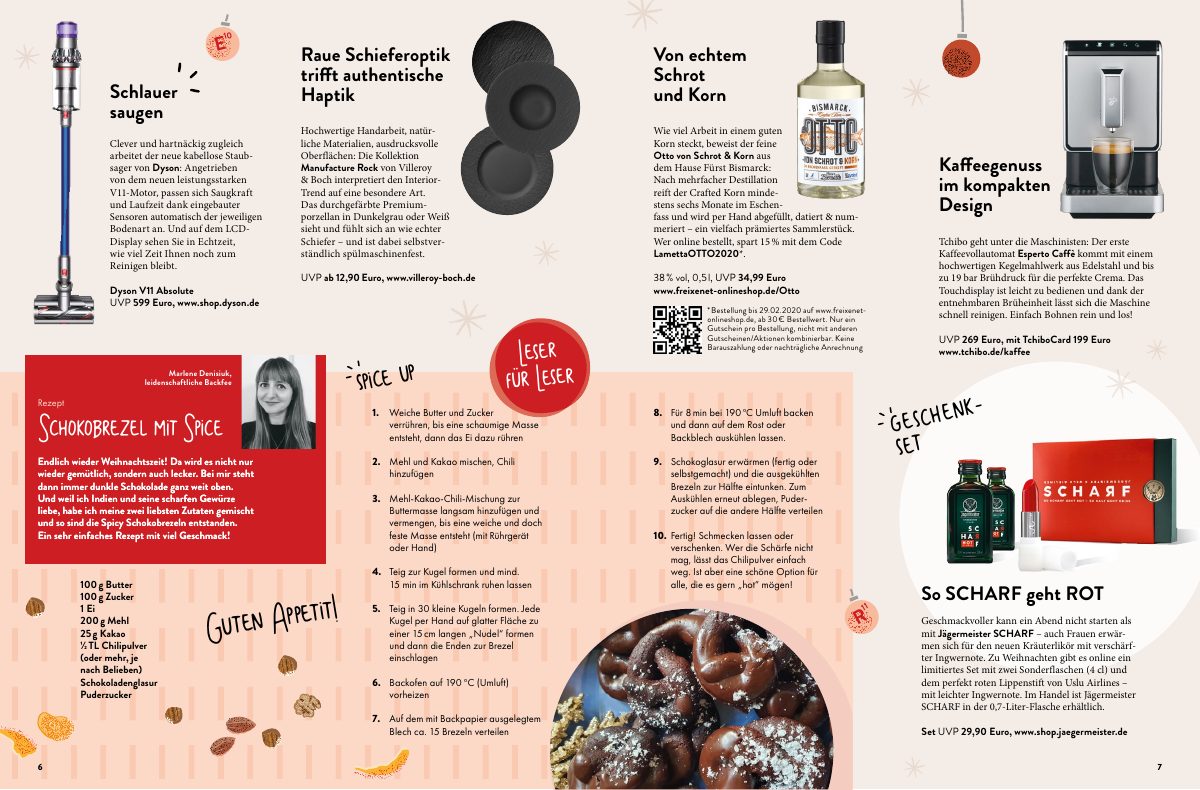 E10
Schlauer
saugen
Clever und hartnäckig zugleich
arbeitet der neue kabellose Staub-
sager von Dyson: Angetrieben
von dem neuen leistungsstarken
V11-Motor, passen sich Saugkraft
und Laufzeit dank eingebauter
Sensoren automatisch der jeweiligen
Bodenart an. Und auf dem LCD-
Display sehen Sie in Echtzeit,
wie viel Zeit Ihnen noch zum
Reinigen bleibt.
Dyson V11 Absolute
UVP 599 Euro, www.shop.dyson.de
Raue Schieferoptik
trifft authentische
Haptik
Hochwertige Handarbeit, natür-
liche Materialien, ausdrucksvolle
Oberflächen: Die Kollektion
Manufacture Rock von Villeroy
& Boch interpretiert den Interior-
Trend auf eine besondere Art.
Das durchgefärbte Premium-
porzellan in Dunkelgrau oder Weiß
sieht und fühlt sich an wie echter
Schiefer – und ist dabei selbstver-
ständlich spülmaschinenfest.
UVP ab 12,90 Euro, www.villeroy-boch.de
Von echtem
Schrot
und Korn
Wie viel Arbeit in einem guten
Korn steckt, beweist der feine
Otto von Schrot & Korn aus
dem Hause Fürst Bismarck:
Nach mehrfacher Destillation
reift der Crafted Korn minde-
stens sechs Monate im Eschen-
fass und wird per Hand abgefüllt, datiert & num-
meriert – ein vielfach prämiertes Sammlerstück.
Wer online bestellt, spart 15 % mit dem Code
LamettaOTTO2020*.
38 % vol, 0,5 l, UVP 34,99 Euro
www.freixenet-onlineshop.de/Otto
* Bestellung bis 29.02.2020 auf www.freixenet-
onlineshop.de, ab 30 € Bestellwert. Nur ein
Gutschein pro Bestellung, nicht mit anderen
Gutscheinen/Aktionen kombinierbar. Keine
Barauszahlung oder nachträgliche Anrechnung
BISMARCK
OTTO
VON SCHROT & KORN
Kaffeegenuss
im kompakten
Design
Tchibo geht unter die Maschinisten: Der erste
Kaffeevollautomat Esperto Caffè kommt mit einem
hochwertigen Kegelmahlwerk aus Edelstahl und bis
zu 19 bar Brühdruck für die perfekte Crema. Das
Touchdisplay ist leicht zu bedienen und dank der
entnehmbaren Brüheinheit lässt sich die Maschine
schnell reinigen. Einfach Bohnen rein und los!
UVP 269 Euro, mit TchiboCard 199 Euro
www.tchibo.de/kaffee
Marlene Denisiuk,
leidenschaftliche Backfee
Rezept
SCHOKOBREZEL MIT SPICE
Endlich wieder Weihnachtszeit! Da wird es nicht nur
wieder gemütlich, sondern auch lecker. Bei mir steht
dann immer dunkle Schokolade ganz weit oben.
Und weil ich Indien und seine scharfen Gewürze
liebe, habe ich meine zwei liebsten Zutaten gemischt
und so sind die Spicy Schokobrezeln entstanden.
Ein sehr einfaches Rezept mit viel Geschmack!
100 g Butter
100 g Zucker
1 Ei
200 g Mehl
25 g Kakao
½ TL Chilipulver
(oder mehr, je
nach Belieben)
Schokoladenglasur
Puderzucker
GUTEN APPETIT!
SPICE UP
LESER
FÜR LESER
1. Weiche Butter und Zucker
verrühren, bis eine schaumige Masse
entsteht, dann das Ei dazu rühren
2. Mehl und Kakao mischen, Chili
hinzufügen
3. Mehl-Kakao-Chili-Mischung zur
Buttermasse langsam hinzufügen und
vermengen, bis eine weiche und doch
feste Masse entsteht (mit Rührgerät
oder Hand)
4. Teig zur Kugel formen und mind.
15 min im Kühlschrank ruhen lassen
5. Teig in 30 kleine Kugeln formen. Jede
Kugel per Hand auf glatter Fläche zu
einer 15 cm langen „Nudel“ formen
und dann die Enden zur Brezel
einschlagen
6. Backofen auf 190 °C (Umluft)
vorheizen
7. Auf dem mit Backpapier ausgelegtem
Blech ca. 15 Brezeln verteilen
8. Für 8 min bei 190 °C Umluft backen
und dann auf dem Rost oder
Backblech auskühlen lassen.
9. Schokoglasur erwärmen (fertig oder
selbstgemacht) und die ausgekühlten
Brezeln zur Hälfte eintunken. Zum
Auskühlen erneut ablegen, Puder-
zucker auf die andere Hälfte verteilen
10. Fertig! Schmecken lassen oder
verschenken. Wer die Schärfe nicht
mag, lässt das Chilipulver einfach
weg. Ist aber eine schöne Option für
alle, die es gern „hot“ mögen!
R11
GESCHENK-
SET
SCHARF
So SCHARF geht ROT
Geschmackvoller kann ein Abend nicht starten als
mit Jägermeister SCHARF – auch Frauen erwär-
men sich für den neuen Kräuterlikör mit verschärf-
ter Ingwernote. Zu Weihnachten gibt es online ein
limitiertes Set mit zwei Sonderflaschen (4 cl) und
dem perfekt roten Lippenstift von Uslu Airlines –
mit leichter Ingwernote. Im Handel ist Jägermeister
SCHARF in der 0,7-Liter-Flasche erhältlich.
Set UVP 29,90 Euro, www.shop.jaegermeister.de
6
7